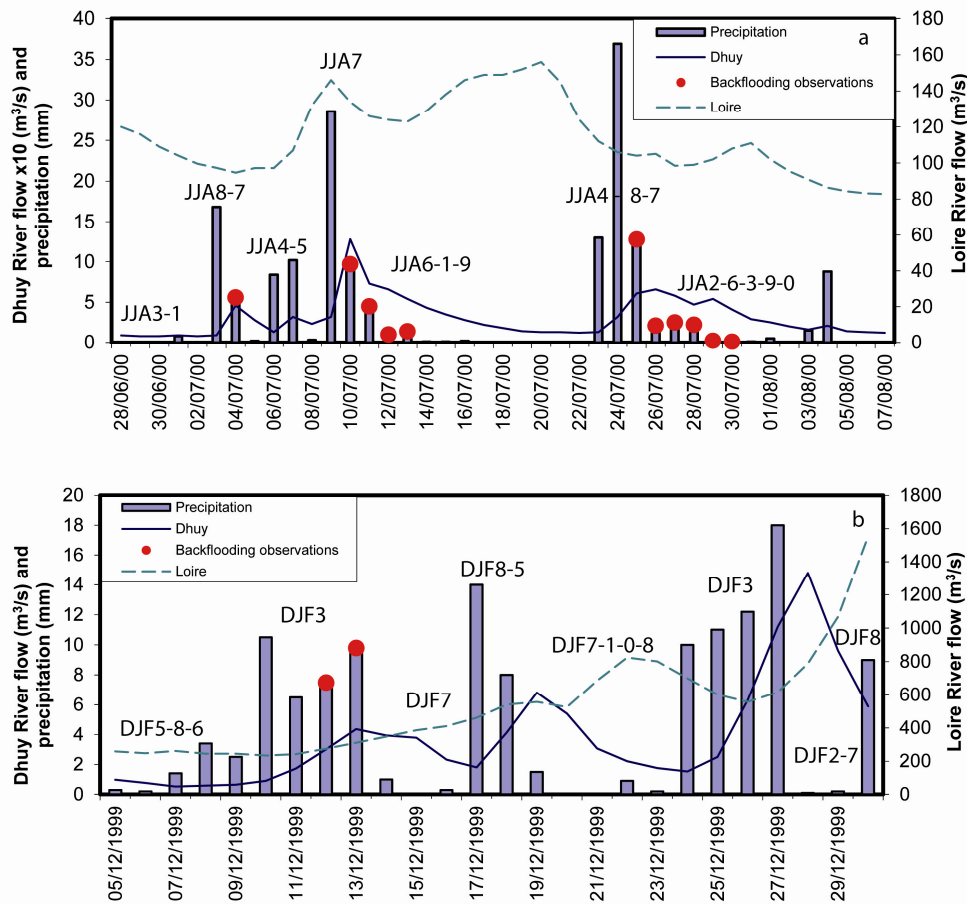 Dhuy River flow x10 (m³/s) and
precipitation (mm)
40
35
30
25
20
15
10
5
0
Precipitation
Dhuy
Backflooding observations
Loire
a
JJA3-1
JJA8-7
JJA4-5
JJA7
JJA6-1-9
JJA4 - 8-7
JJA2-6-3-9-0
180
160
140
120
100
80
60
40
20
0
Loire River flow (m³/s)
28/06/00
30/06/00
02/07/00
04/07/00
06/07/00
08/07/00
10/07/00
12/07/00
14/07/00
16/07/00
18/07/00
20/07/00
22/07/00
24/07/00
26/07/00
28/07/00
30/07/00
01/08/00
03/08/00
05/08/00
07/08/00
Dhuy River flow (m³/s) and
precipitation (mm)
20
18
16
14
12
10
8
6
4
2
0
Precipitation
Dhuy
Backflooding observations
Loire
b
DJF5-8-6
DJF3
DJF7
DJF8-5
DJF7-1-0-8
DJF3
DJF2-7
DJF8
1800
1600
1400
1200
1000
800
600
400
200
0
Loire River flow (m³/s)
05/12/1999
07/12/1999
09/12/1999
11/12/1999
13/12/1999
15/12/1999
17/12/1999
19/12/1999
21/12/1999
23/12/1999
25/12/1999
27/12/1999
29/12/1999